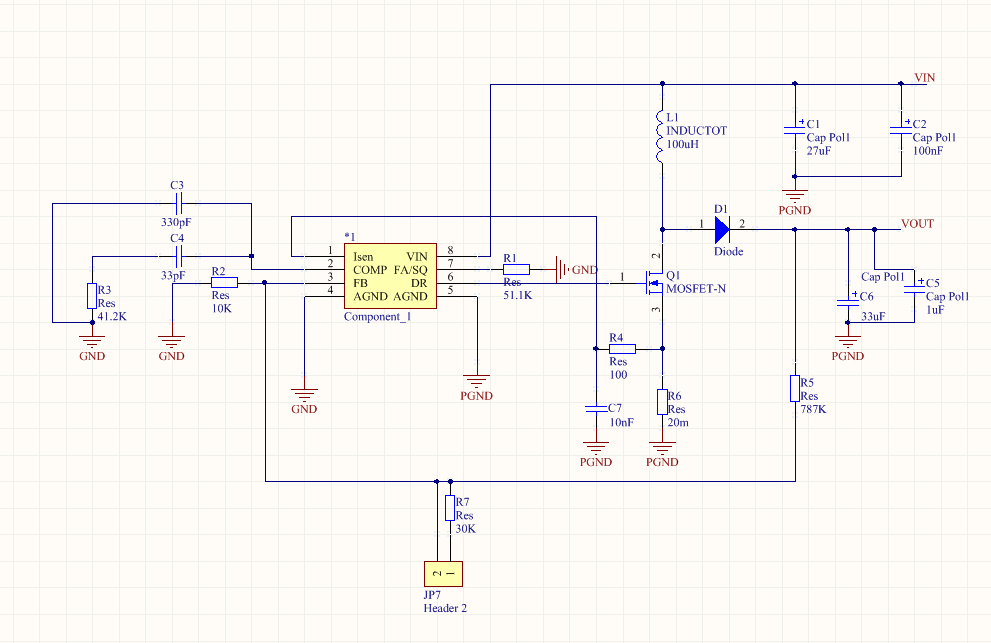 VIN
L1
INDUCTOT
100uH
C1
Cap Pol1
27uF
C2
Cap Pol1
100nF
PGND
C3
330pF
C4
33pF
R3
Res
41.2K
GND
R2
Res
10K
GND
*1
1 Isen VIN 8
2 COMP FA/SQ 7
3 FB DR 6
4 AGND AGND 5
Component_1
GND
PGND
R1
Res
51.1K
GND
D1
1 2
Diode
VOUT
2
1
Q1
MOSFET-N
3
Cap Pol1
C6
33uF
C5
Cap Pol1
1uF
PGND
R4
Res
100
C7
10nF
PGND
R6
Res
20m
PGND
R5
Res
787K
R7
Res
30K
2 1
JP7
Header 2